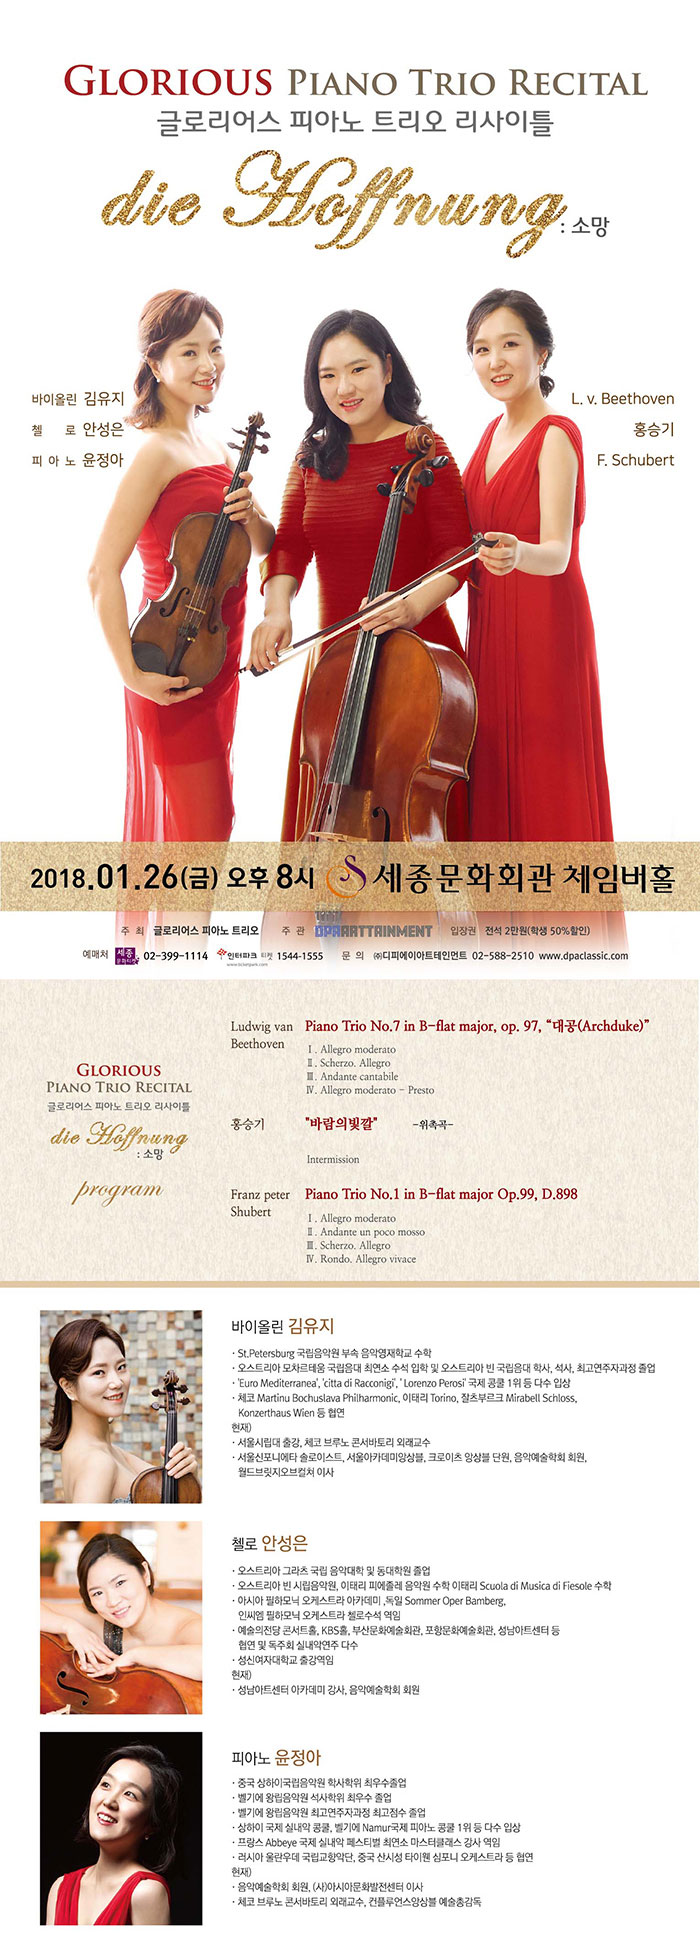 GLORIOUS PIANO TRIO RECITAL
글로리어스 피아노 트리오 리사이틀
die Hoffnung : 소망
바이올린 김유지
첼 로 안성은
피 아 노 윤정아
L. v. Beethoven
홍승기
F. Schubert
2018.01.26(금) 오후 8시 세종문화회관 체임버홀
주 최 글로리어스 피아노 트리오 주 관 DPAARTTAINMENT 입장권 전석 2만원(학생 50%할인)
예매처 세종문화티켓 02-399-1114 인터파크 티켓 1544-1555 문 의 ㈜디피에이아트테인먼트 02-588-2510 www.dpaclassic.com
www.ticketpark.com
GLORIOUS
PIANO TRIO RECITAL
글로리어스 피아노 트리오 리사이틀
die Hoffnung
: 소망
program
Ludwig van Beethoven
Piano Trio No.7 in B-flat major, op. 97, “대공(Archduke)”
Ⅰ. Allegro moderato
Ⅱ. Scherzo. Allegro
Ⅲ. Andante cantabile
Ⅳ. Allegro moderato - Presto
홍승기 "바람의빛깔" -위촉곡-
Intermission
Franz peter Shubert
Piano Trio No.1 in B-flat major Op.99, D.898
Ⅰ. Allegro moderato
Ⅱ. Andante un poco mosso
Ⅲ. Scherzo. Allegro
Ⅳ. Rondo. Allegro vivace
바이올린 김유지
· St.Petersburg 국립음악원 부속 음악영재학교 수학
· 오스트리아 모차르테움 국립음대 최연소 수석 입학 및 오스트리아 빈 국립음대 학사, 석사, 최고연주자과정 졸업
· 'Euro Mediterranea', 'citta di Racconigi', ' Lorenzo Perosi' 국제 콩쿨 1위 등 다수 입상
· 체코 Martinu Bochuslava Philharmonic, 이태리 Torino, 잘츠부르크 Mirabell Schloss,
Konzerthaus Wien 등 협연
현재)
· 서울시립대 출강, 체코 브루노 콘서바토리 외래교수
· 서울신포니에타 솔로이스트, 서울아카데미앙상블, 크로이츠 앙상블 단원, 음악예술학회 회원,
월드브릿지오브컬쳐 이사
첼로 안성은
· 오스트리아 그라츠 국립 음악대학 및 동대학원 졸업
· 오스트리아 빈 시립음악원, 이태리 피에졸레 음악원 수학 이태리 Scuola di Musica di Fiesole 수학
· 아시아 필하모닉 오케스트라 아카데미 ,독일 Sommer Oper Bamberg,
인씨엠 필하모닉 오케스트라 첼로수석 역임
· 예술의전당 콘서트홀, KBS홀, 부산문화예술회관, 포항문화예술회관, 성남아트센터 등
협연 및 독주회 실내악연주 다수
· 성신여자대학교 출강역임
현재)
· 성남아트센터 아카데미 강사, 음악예술학회 회원
피아노 윤정아
· 중국 상하이국립음악원 학사학위 최우수졸업
· 벨기에 왕립음악원 석사학위 최우수 졸업
· 벨기에 왕립음악원 최고연주자과정 최고점수 졸업
· 상하이 국제 실내악 콩쿨, 벨기에 Namur국제 피아노 콩쿨 1위 등 다수 입상
· 프랑스 Abbeye 국제 실내악 페스티벌 최연소 마스터클래스 강사 역임
· 러시아 울란우데 국립교향악단, 중국 산시성 타이웬 심포니 오케스트라 등 협연
현재)
· 음악예술학회 회원, (사)아시아문화발전센터 이사
· 체코 브루노 콘서바토리 외래교수, 컨플루언스앙상블 예술총감독